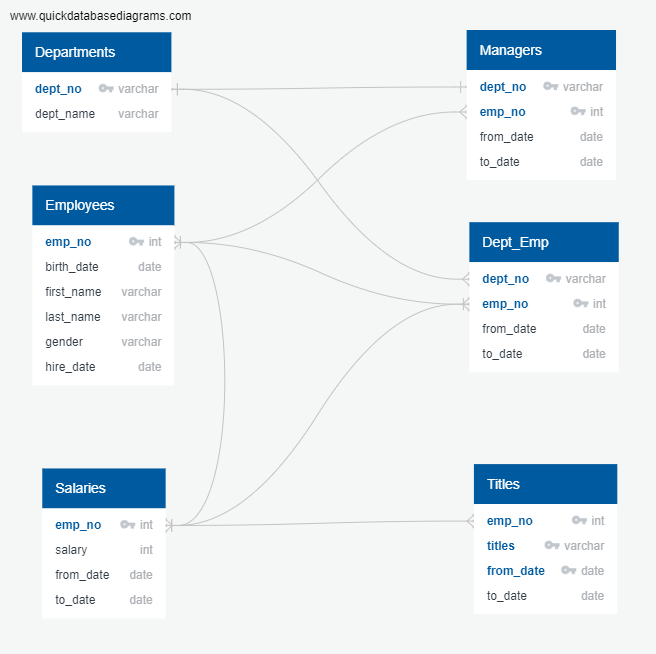 www.quickdatabasediagrams.com
Departments
dept_no varchar
dept_name varchar
Managers
dept_no varchar
emp_no int
from_date date
to_date date
Employees
emp_no int
birth_date date
first_name varchar
last_name varchar
gender varchar
hire_date date
Dept_Emp
dept_no varchar
emp_no int
from_date date
to_date date
Salaries
emp_no int
salary int
from_date date
to_date date
Titles
emp_no int
titles varchar
from_date date
to_date date